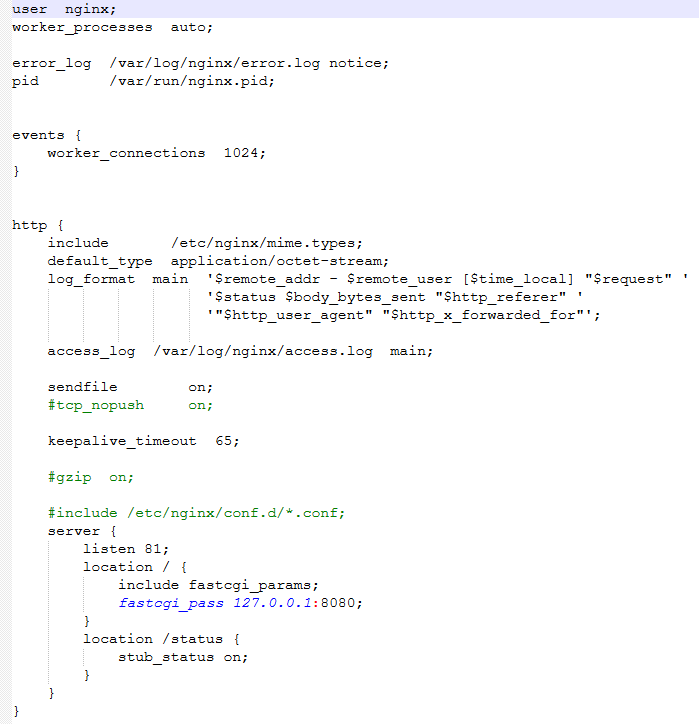 user  nginx;
worker_processes  auto;

error_log  /var/log/nginx/error.log notice;
pid        /var/run/nginx.pid;


events {
    worker_connections  1024;
}


http {
    include       /etc/nginx/mime.types;
    default_type  application/octet-stream;
    log_format  main  '$remote_addr - $remote_user [$time_local] "$request" '
                      '$status $body_bytes_sent "$http_referer" '
                      '"$http_user_agent" "$http_x_forwarded_for"';

    access_log  /var/log/nginx/access.log  main;

    sendfile        on;
    #tcp_nopush     on;

    keepalive_timeout  65;

    #gzip  on;

    #include /etc/nginx/conf.d/*.conf;
    server {
        listen 81;
        location / {
            include fastcgi_params;
            fastcgi_pass 127.0.0.1:8080;
        }
        location /status {
            stub_status on;
        }
    }
}